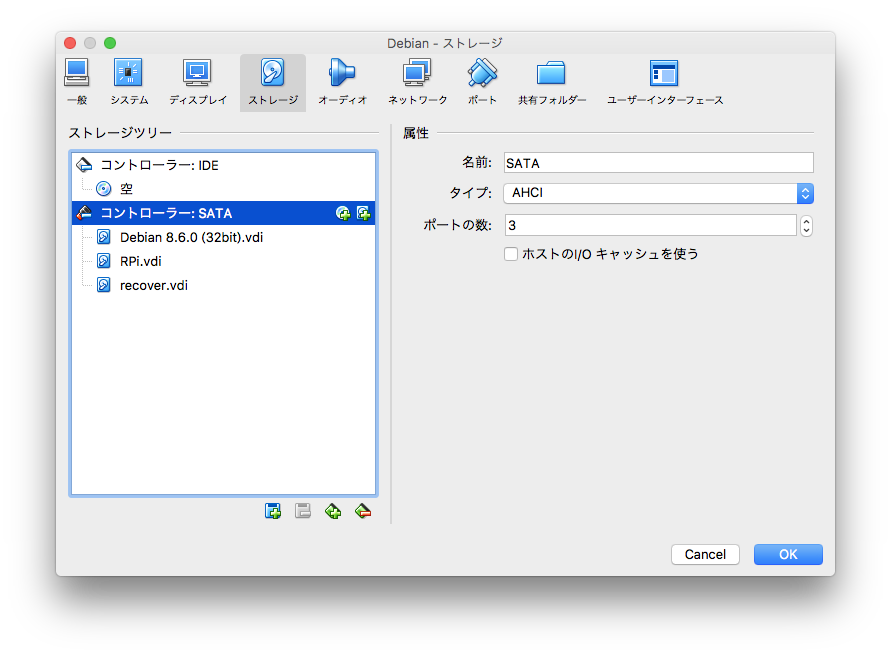 Debian - ストレージ
一般 システム ディスプレイ ストレージ オーディオ ネットワーク ポート 共有フォルダー ユーザーインターフェース
ストレージツリー
コントローラー: IDE
空
コントローラー: SATA
Debian 8.6.0 (32bit).vdi
RPi.vdi
recover.vdi
属性
名前: SATA
タイプ: AHCI
ポートの数: 3
ホストのI/O キャッシュを使う
Cancel OK